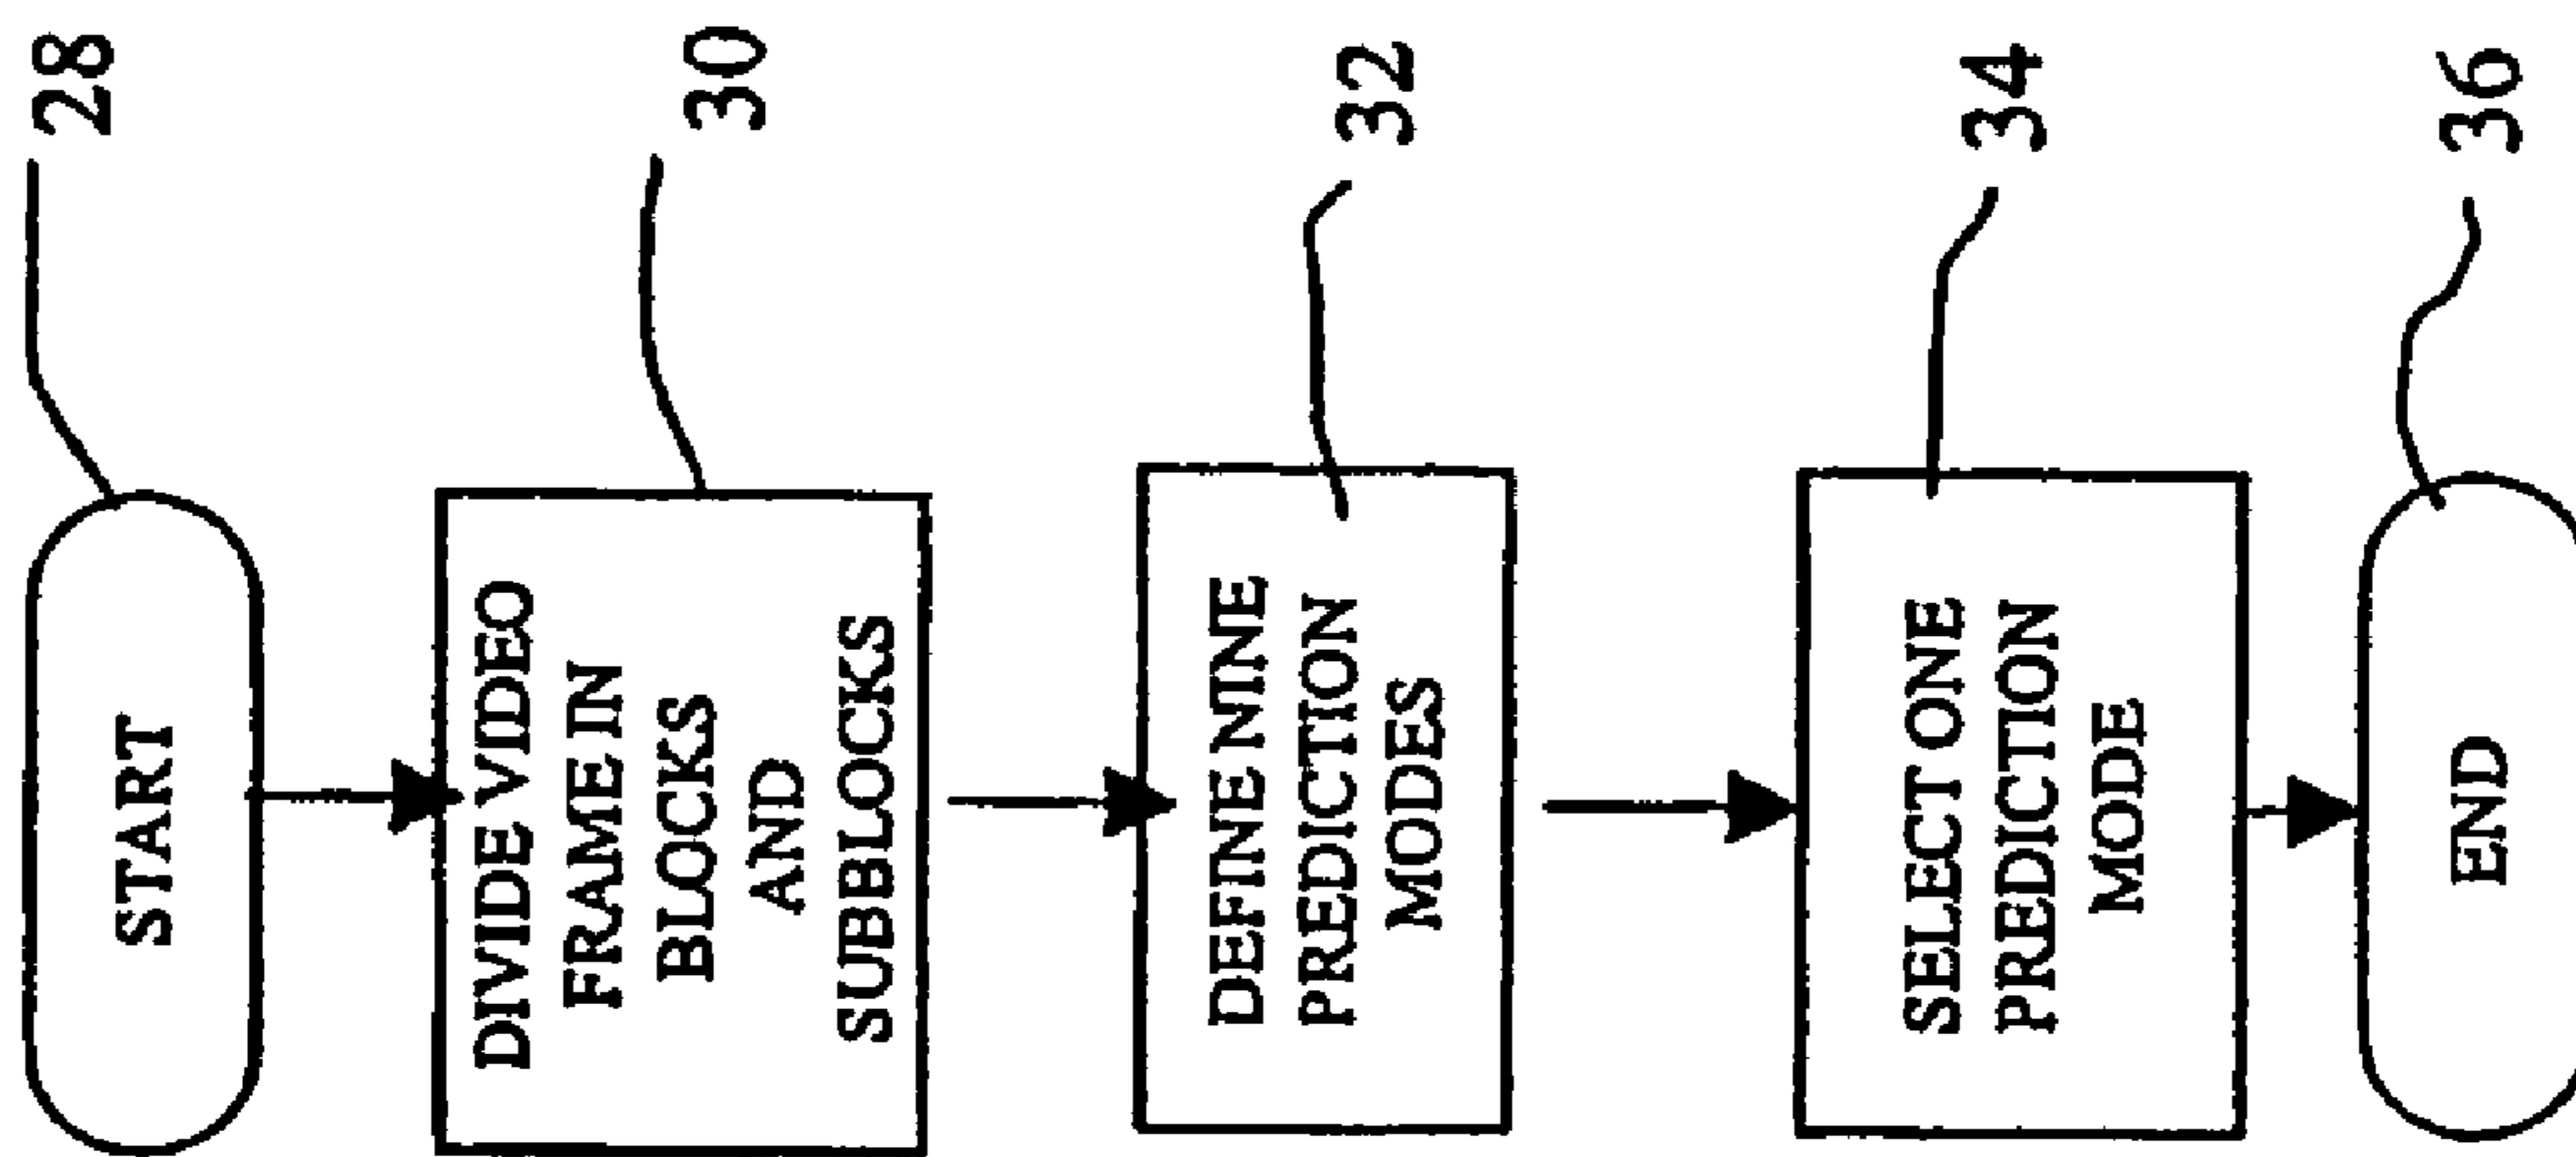 START
28
DIVIDE VIDEO
FRAME IN
BLOCKS
AND
SUBBLOCKS
30
DEFINE NINE
PREDICTION
MODES
32
SELECT ONE
PREDICTION
MODE
34
END
36